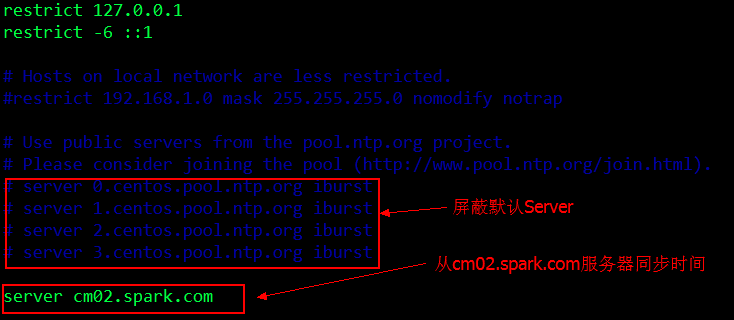 restrict 127.0.0.1
restrict -6 ::1
# Hosts on local network are less restricted.
#restrict 192.168.1.0 mask 255.255.255.0 nomodify notrap
# Use public servers from the pool.ntp.org project.
# Please consider joining the pool (http://www.pool.ntp.org/join.html).
# server 0.centos.pool.ntp.org iburst
# server 1.centos.pool.ntp.org iburst
屏蔽默认Server
# server 2.centos.pool.ntp.org iburst
# server 3.centos.pool.ntp.org iburst
从cm02.spark.com服务器同步时间
server cm02.spark.com